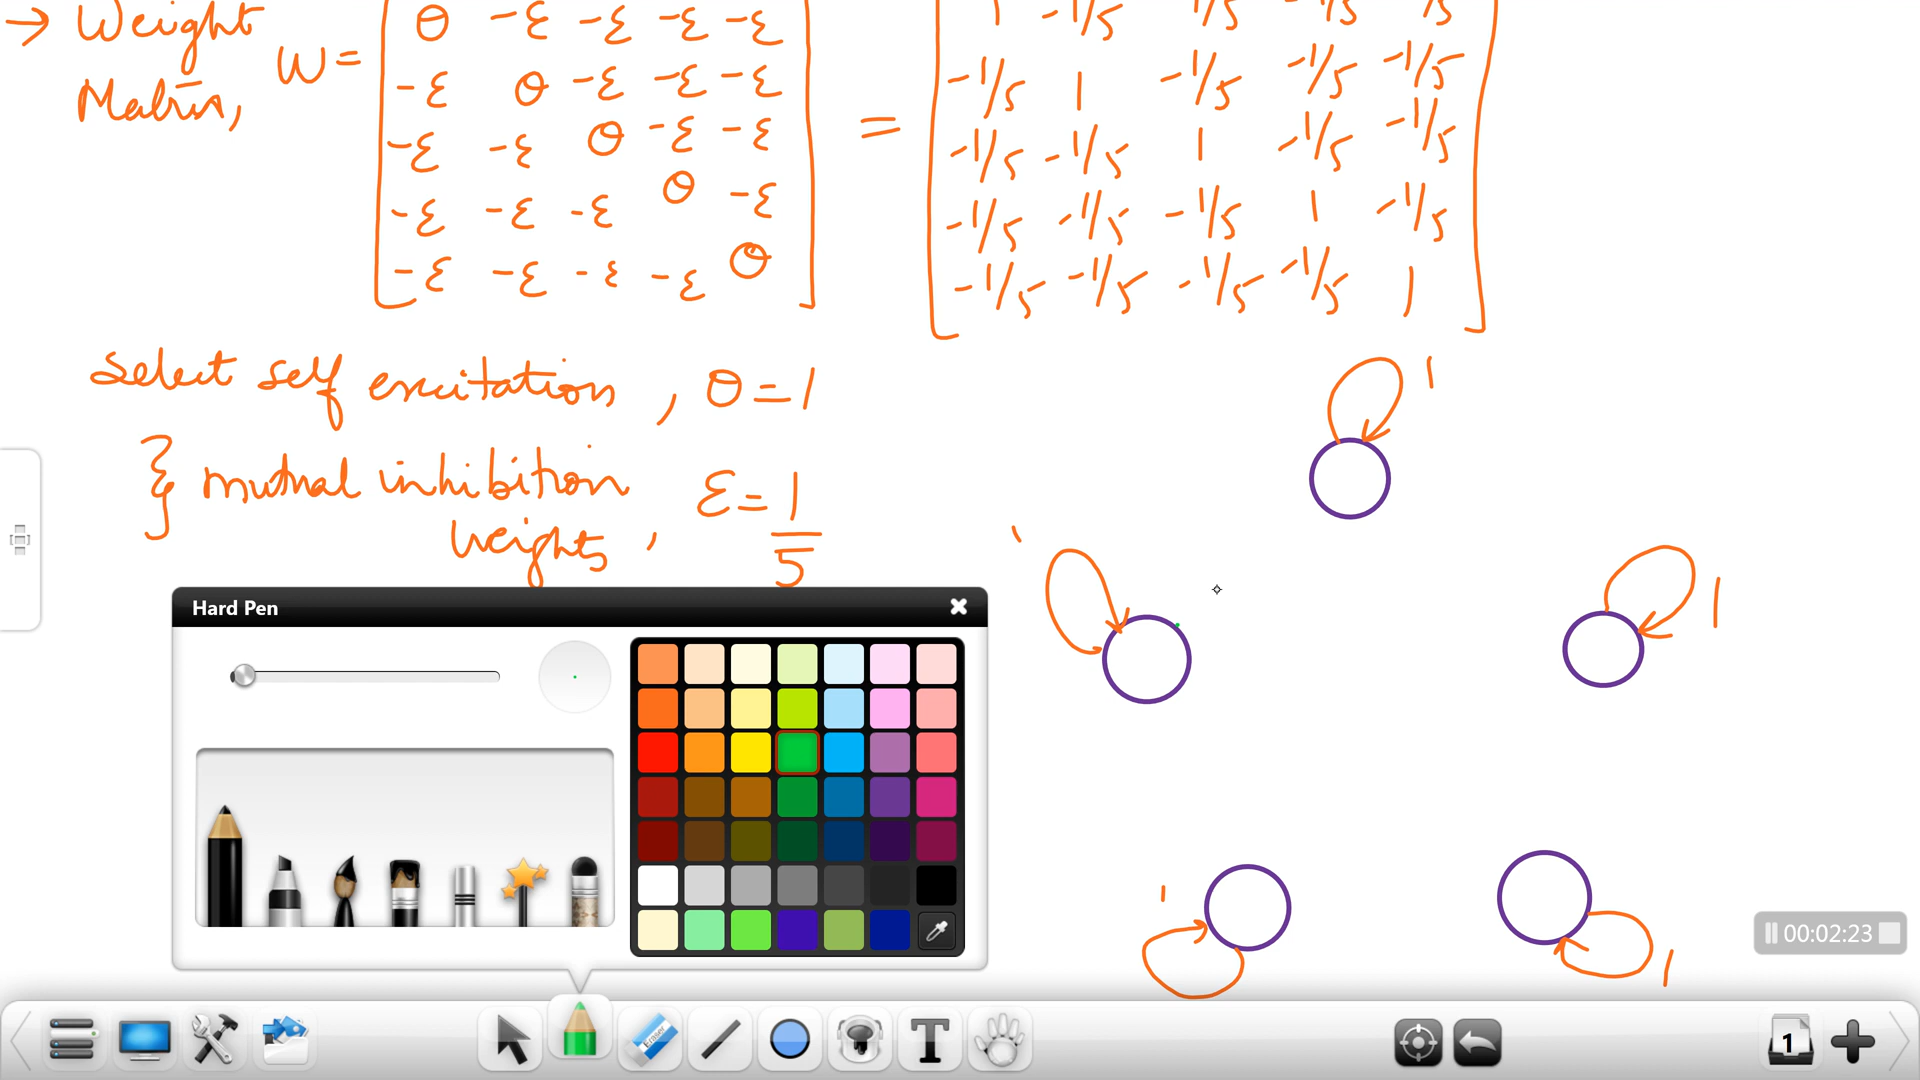 → Weight
Matrix,
W =
θ -ε -ε -ε -ε
-ε θ -ε -ε -ε
-ε -ε θ -ε -ε
-ε -ε -ε θ -ε
-ε -ε -ε -ε θ
=
1 -1/5 1/5 -1/5 1/5
-1/5 1 -1/5 -1/5 -1/5
-1/5 -1/5 1 -1/5 -1/5
-1/5 -1/5 -1/5 1 -1/5
-1/5 -1/5 -1/5 -1/5 1
Select self excitation, θ = 1
} mutual inhibition
weights, ε = 1/5
1
1
1
1
1
Hard Pen
00:02:23
Eraser
T
1